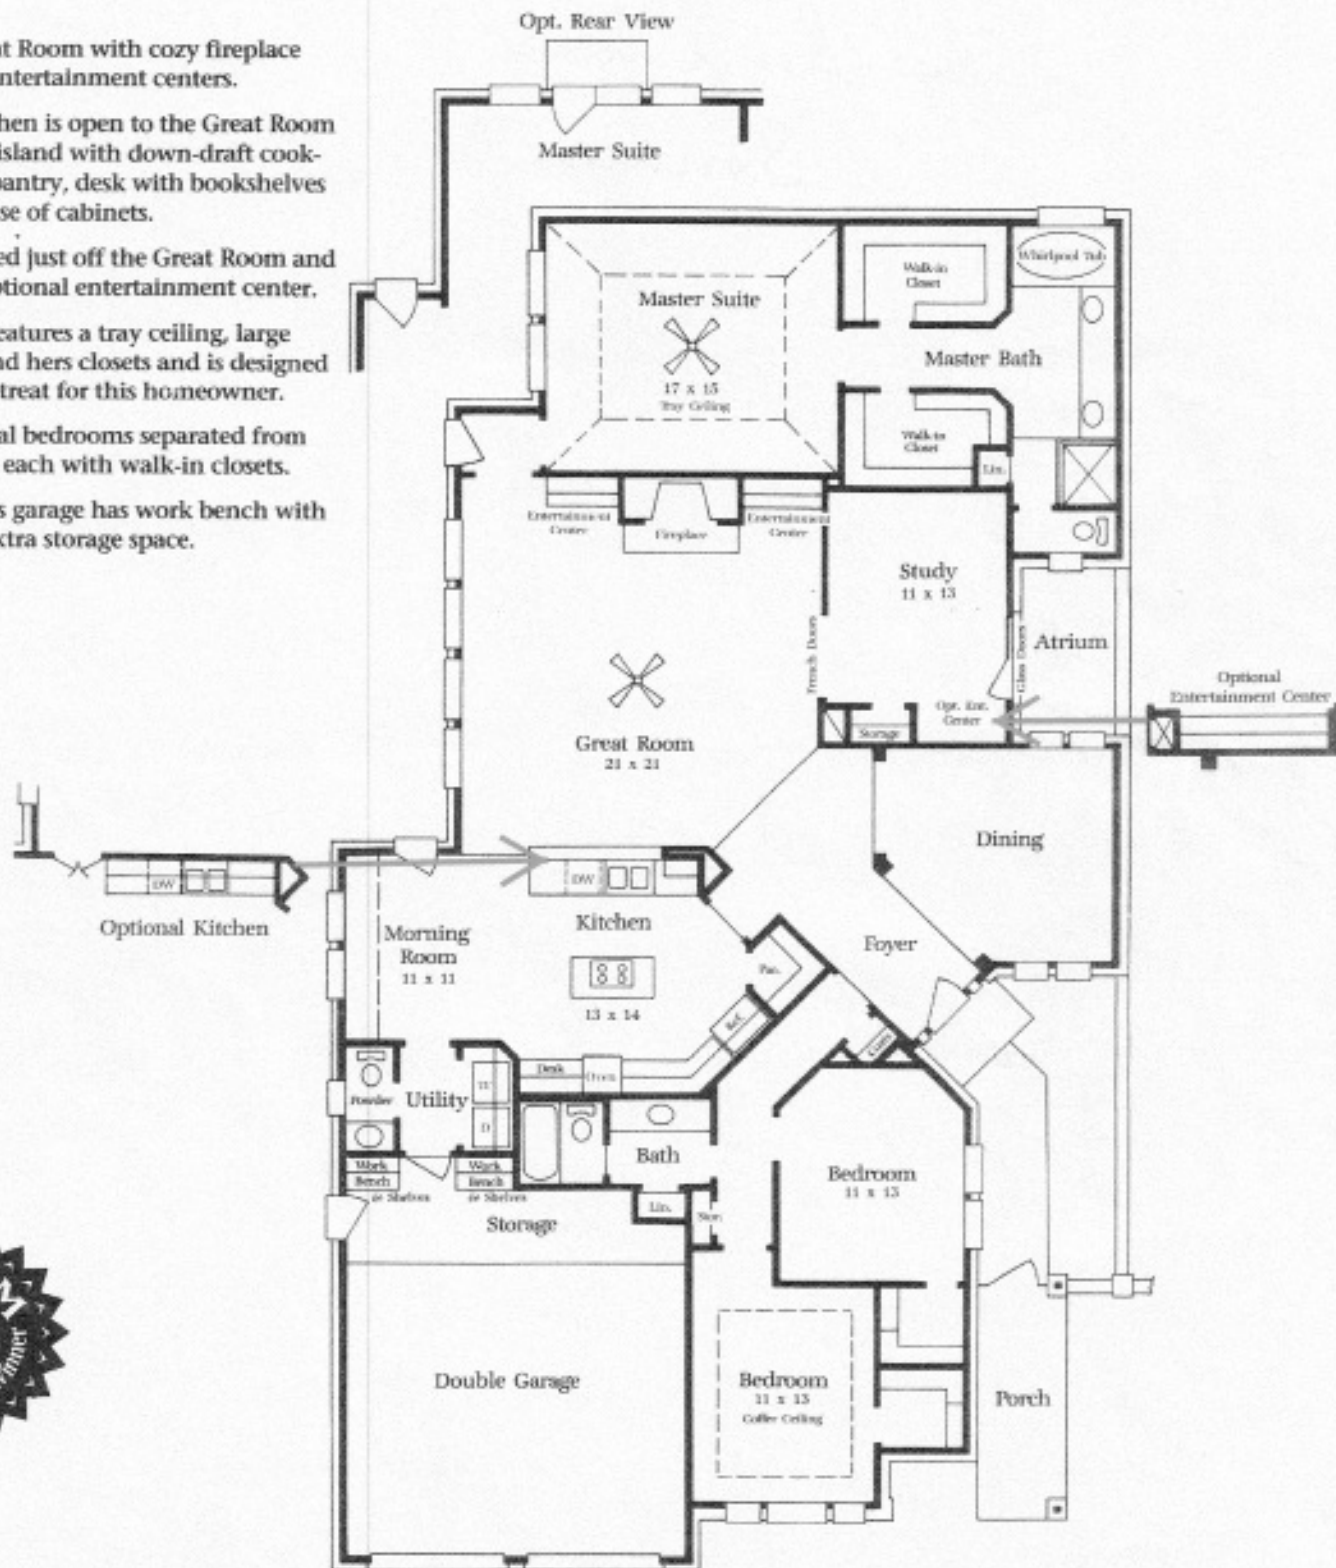 Opt. Rear View
t Room with cozy fireplace
ntertainment centers.
hen is open to the Great Room
island with down-draft cook-
pantry, desk with bookshelves
se of cabinets.
ed just off the Great Room and
ptional entertainment center.
eatures a tray ceiling, large
nd hers closets and is designed
treat for this homeowner.
al bedrooms separated from
each with walk-in closets.
s garage has work bench with
xtra storage space.
Master Suite
Master Suite
17 x 15
Tray Ceiling
Walk-in
Closet
Whirlpool Tub
Master Bath
Walk-in
Closet
Lin.
Entertainment
Center
Fireplace
Entertainment
Center
Study
11 x 13
French Doors
Glass Doors
Atrium
Opt. Ent.
Center
Storage
Optional
Entertainment Center
Great Room
21 x 21
Dining
DW
Optional Kitchen
DW
Kitchen
13 x 14
Morning
Room
11 x 11
Foyer
Pan.
Ref.
Coats
Desk
Oven
Powder
Utility
W
D
Bath
Lin.
Stor.
Work
Bench
or Shelves
Work
Bench
or Shelves
Storage
Bedroom
11 x 13
Double Garage
Bedroom
11 x 13
Coffer Ceiling
Porch
inner